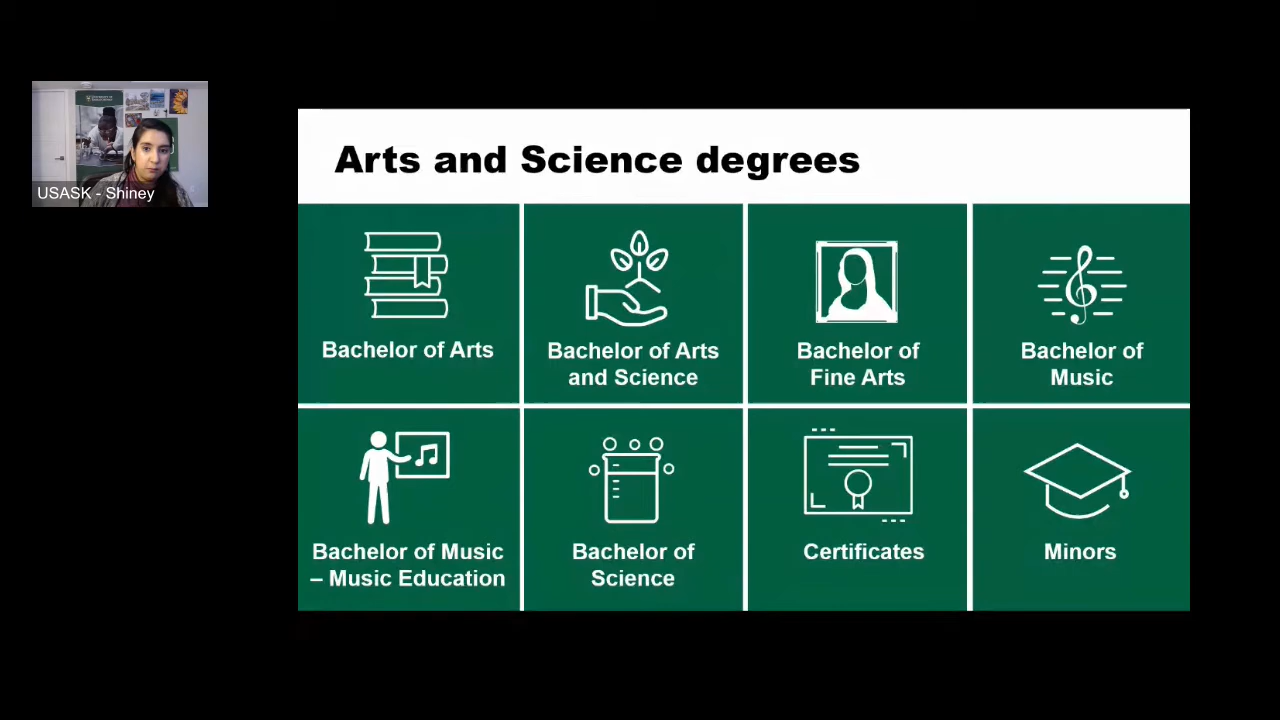 Arts and Science degrees
USASK - Shiney
Bachelor of Arts
Bachelor of Arts
and Science
Bachelor of
Fine Arts
Bachelor of
Music
Bachelor of Music
– Music Education
Bachelor of
Science
Certificates
Minors